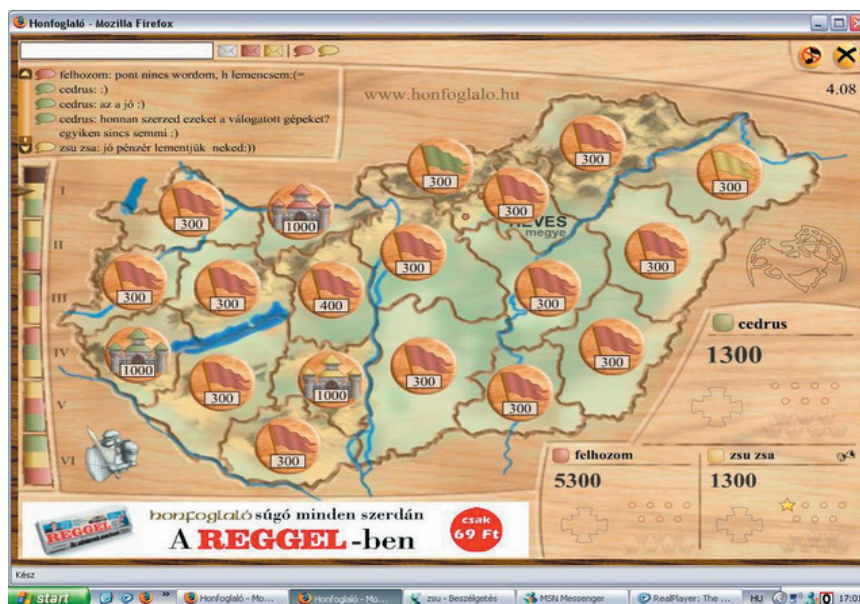 Honfoglaló - Mozilla Firefox
felhozom: pont nincs wordom, h lemencsem:(=
cedrus: :)
cedrus: az a jó :)
cedrus: honnan szerzed ezeket a válogatott gépeket?
egyiken sincs semmi :)
zsu zsa: jó pénzér lementjük neked:))
www.honfoglalo.hu
4.08
I
II
III
IV
V
VI
300
300
300
300
1000
300
HEVES
megye
300
300
300
300
400
300
300
1000
300
1000
300
300
300
300
cedrus
1300
felhozom
5300
zsu zsa
1300
honfoglaló súgó minden szerdán
A REGGEL -ben
csak
69 Ft
REGGEL
Kész
start
Honfoglaló - Mo...
Honfoglaló - Mo...
zsu - Beszélgetés
MSN Messenger
RealPlayer: The ...
HU
17:01